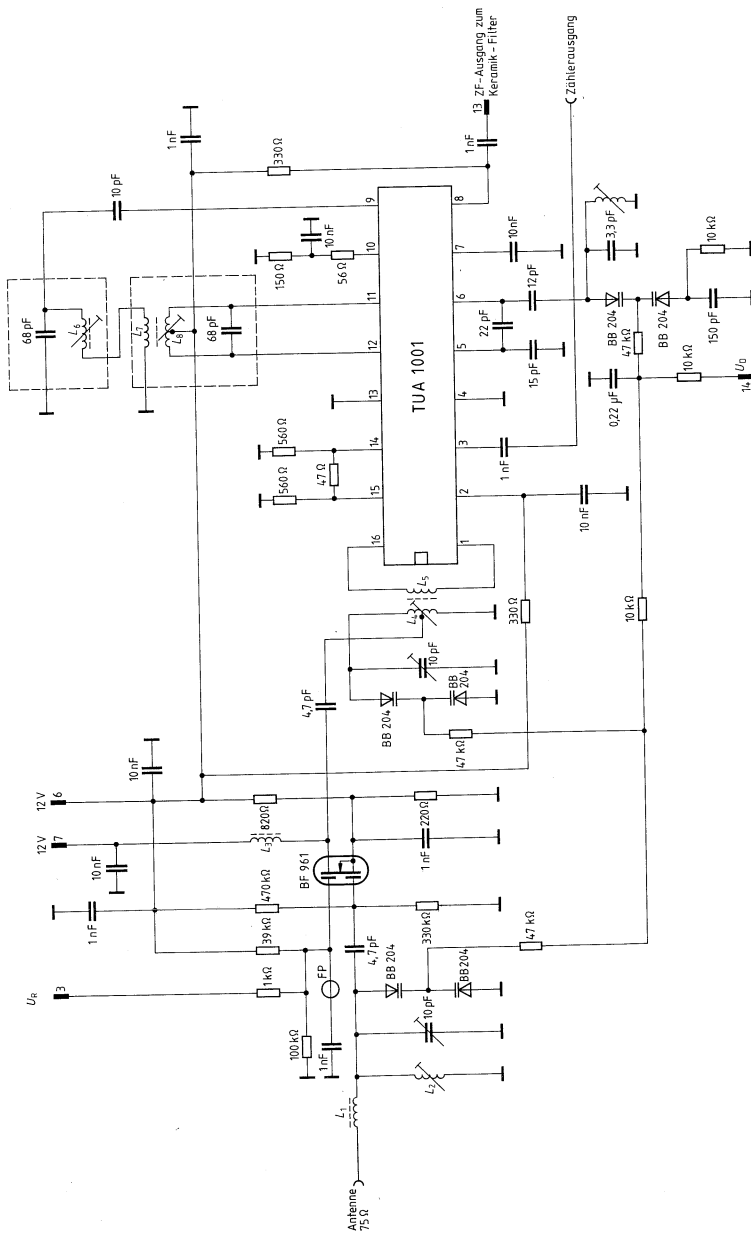 Antenne
75 Ω
L1
L2
10 pF
BB 204
BB204
4,7 pF
47 kΩ
330 kΩ
1 nF
FP
100 kΩ
UR
3
1 kΩ
39 kΩ
470 kΩ
1 nF
BF 961
10 nF
12 V
7
L3
12 V
6
10 nF
820 Ω
220 Ω
1 nF
4,7 pF
47 kΩ
BB 204
BB
204
10 pF
L4
L5
330 Ω
10 kΩ
TUA 1001
16
15
14
13
12
11
10
9
1
2
3
4
5
6
7
8
560 Ω
560 Ω
47 Ω
68 pF
L6
L7
L8
68 pF
150 Ω
56 Ω
10 nF
10 pF
1 nF
330 Ω
1 nF
13 ZF-Ausgang zum
Keramik - Filter
Zählerausgang
10 nF
1 nF
15 pF
22 pF
12 pF
10 nF
0,22 µF
47 kΩ
10 kΩ
BB 204
BB 204
3,3 pF
150 pF
10 kΩ
14 UD